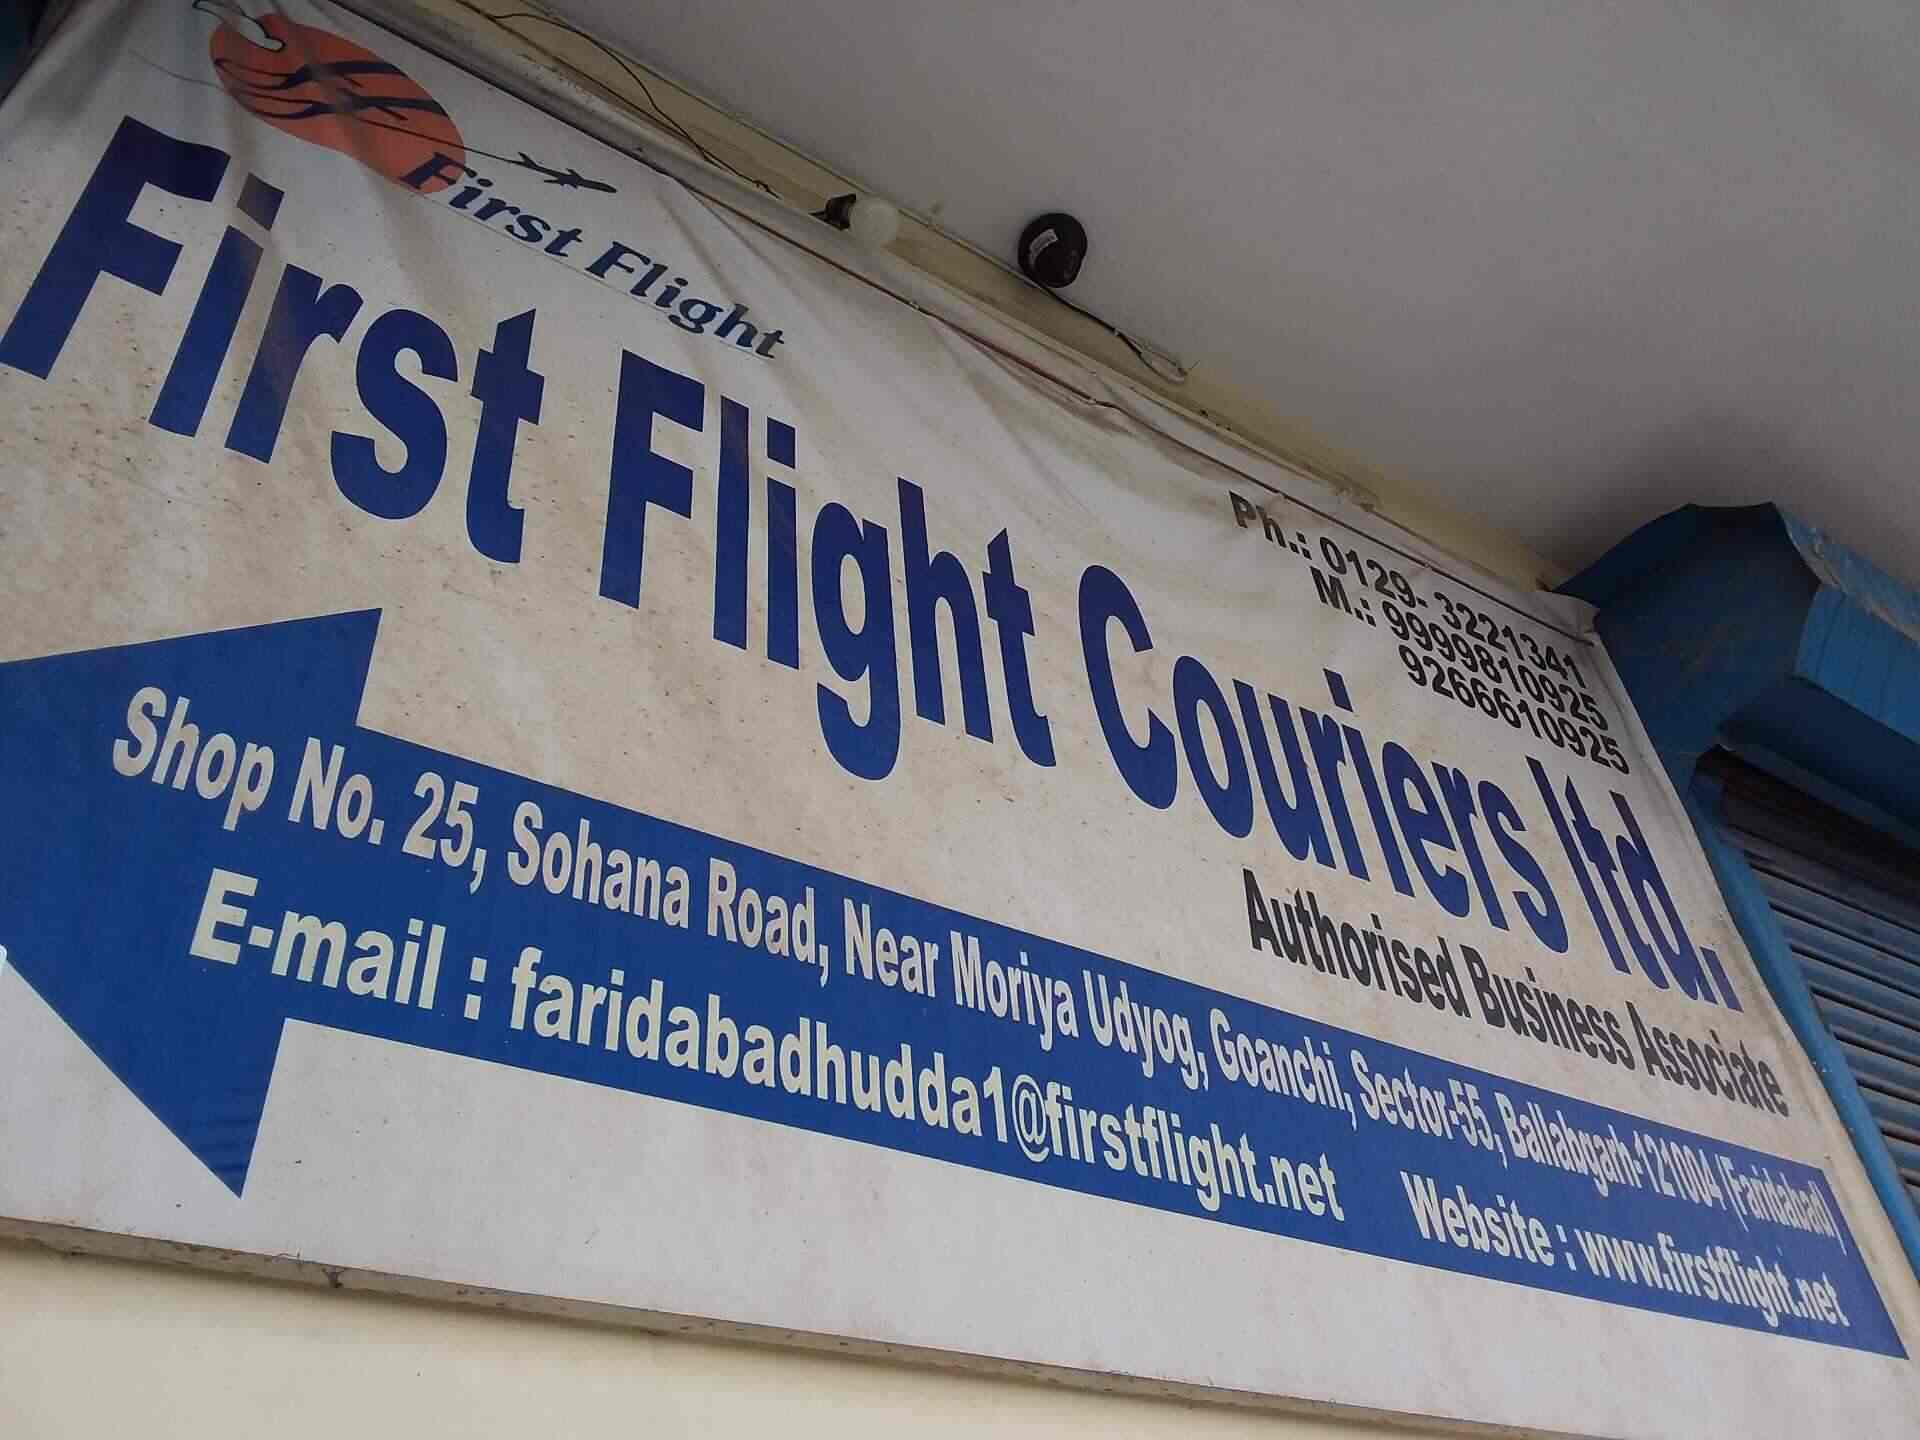 First Flight
Ph.: 0129-3221341
M.: 9999810925
9266610925
First Flight Couriers ltd.
Authorised Business Associate
Shop No. 25, Sohana Road, Near Moriya Udyog, Goanchi, Sector-55, Ballabgarh-121004 (Faridabad)
E-mail : faridabadhudda1@firstflight.net Website : www.firstflight.net